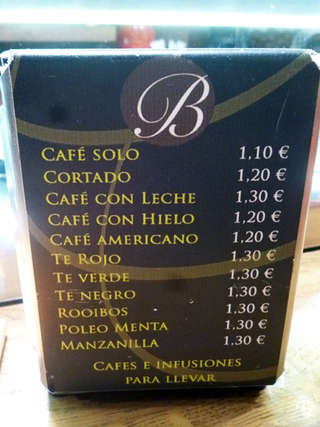 B
CAFÉ SOLO 1,10 €
CORTADO 1,20 €
CAFÉ CON LECHE 1,30 €
CAFÉ CON HIELO 1,20 €
CAFÉ AMERICANO 1,20 €
TE ROJO 1.30 €
TE VERDE 1.30 €
TE NEGRO 1.30 €
ROOIBOS 1.30 €
POLEO MENTA 1.30 €
MANZANILLA 1.30 €
CAFES E INFUSIONES
PARA LLEVAR